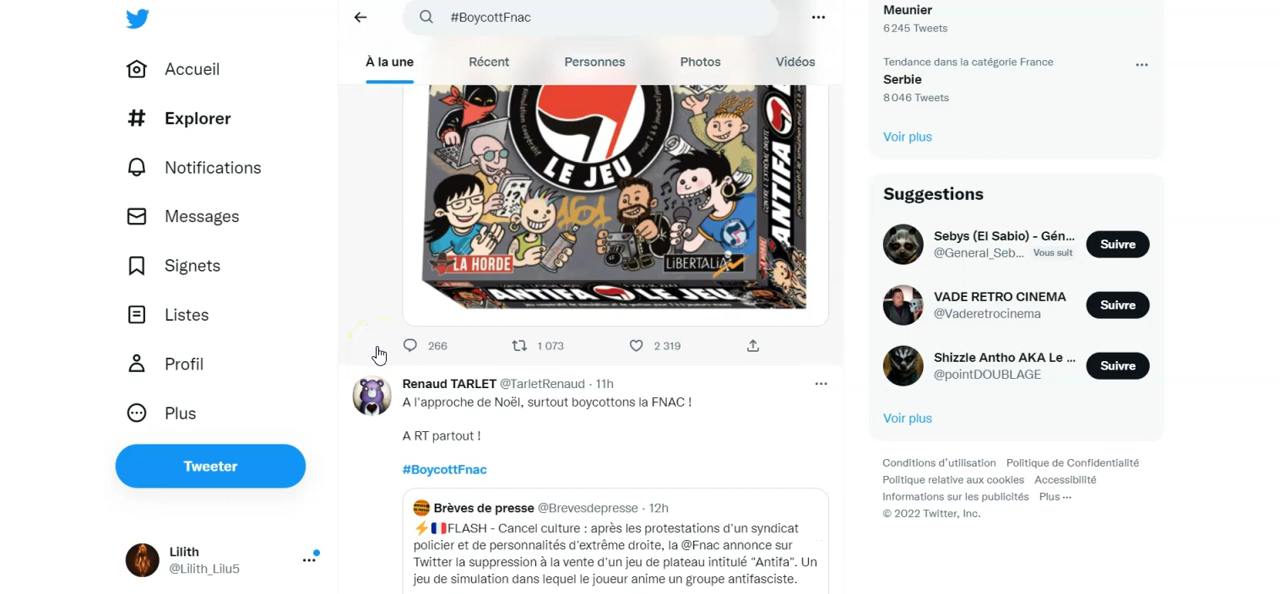 Accueil
Explorer
Notifications
Messages
Signets
Listes
Profil
Plus
Tweeter
Lilith
@Lilith_Lilu5
#BoycottFnac
À la une
Récent
Personnes
Photos
Vidéos
LE JEU
161
LA HORDE
LIBERTALIA
ANTIFA LE JEU
ANTIFA
266
1 073
2 319
Renaud TARLET @TarletRenaud · 11h
A l'approche de Noël, surtout boycottons la FNAC !
A RT partout !
#BoycottFnac
Brèves de presse @Brevesdepresse · 12h
FLASH - Cancel culture : après les protestations d'un syndicat
policier et de personnalités d'extrême droite, la @Fnac annonce sur
Twitter la suppression à la vente d'un jeu de plateau intitulé "Antifa". Un
jeu de simulation dans lequel le joueur anime un groupe antifasciste.
Meunier
6 245 Tweets
Tendance dans la catégorie France
Serbie
8 046 Tweets
Voir plus
Suggestions
Sebys (El Sabio) - Gén...
@General_Seb... Vous suit
Suivre
VADE RETRO CINEMA
@Vaderetrocinema
Suivre
Shizzle Antho AKA Le ...
@pointDOUBLAGE
Suivre
Voir plus
Conditions d'utilisation Politique de Confidentialité
Politique relative aux cookies Accessibilité
Informations sur les publicités Plus ...
© 2022 Twitter, Inc.